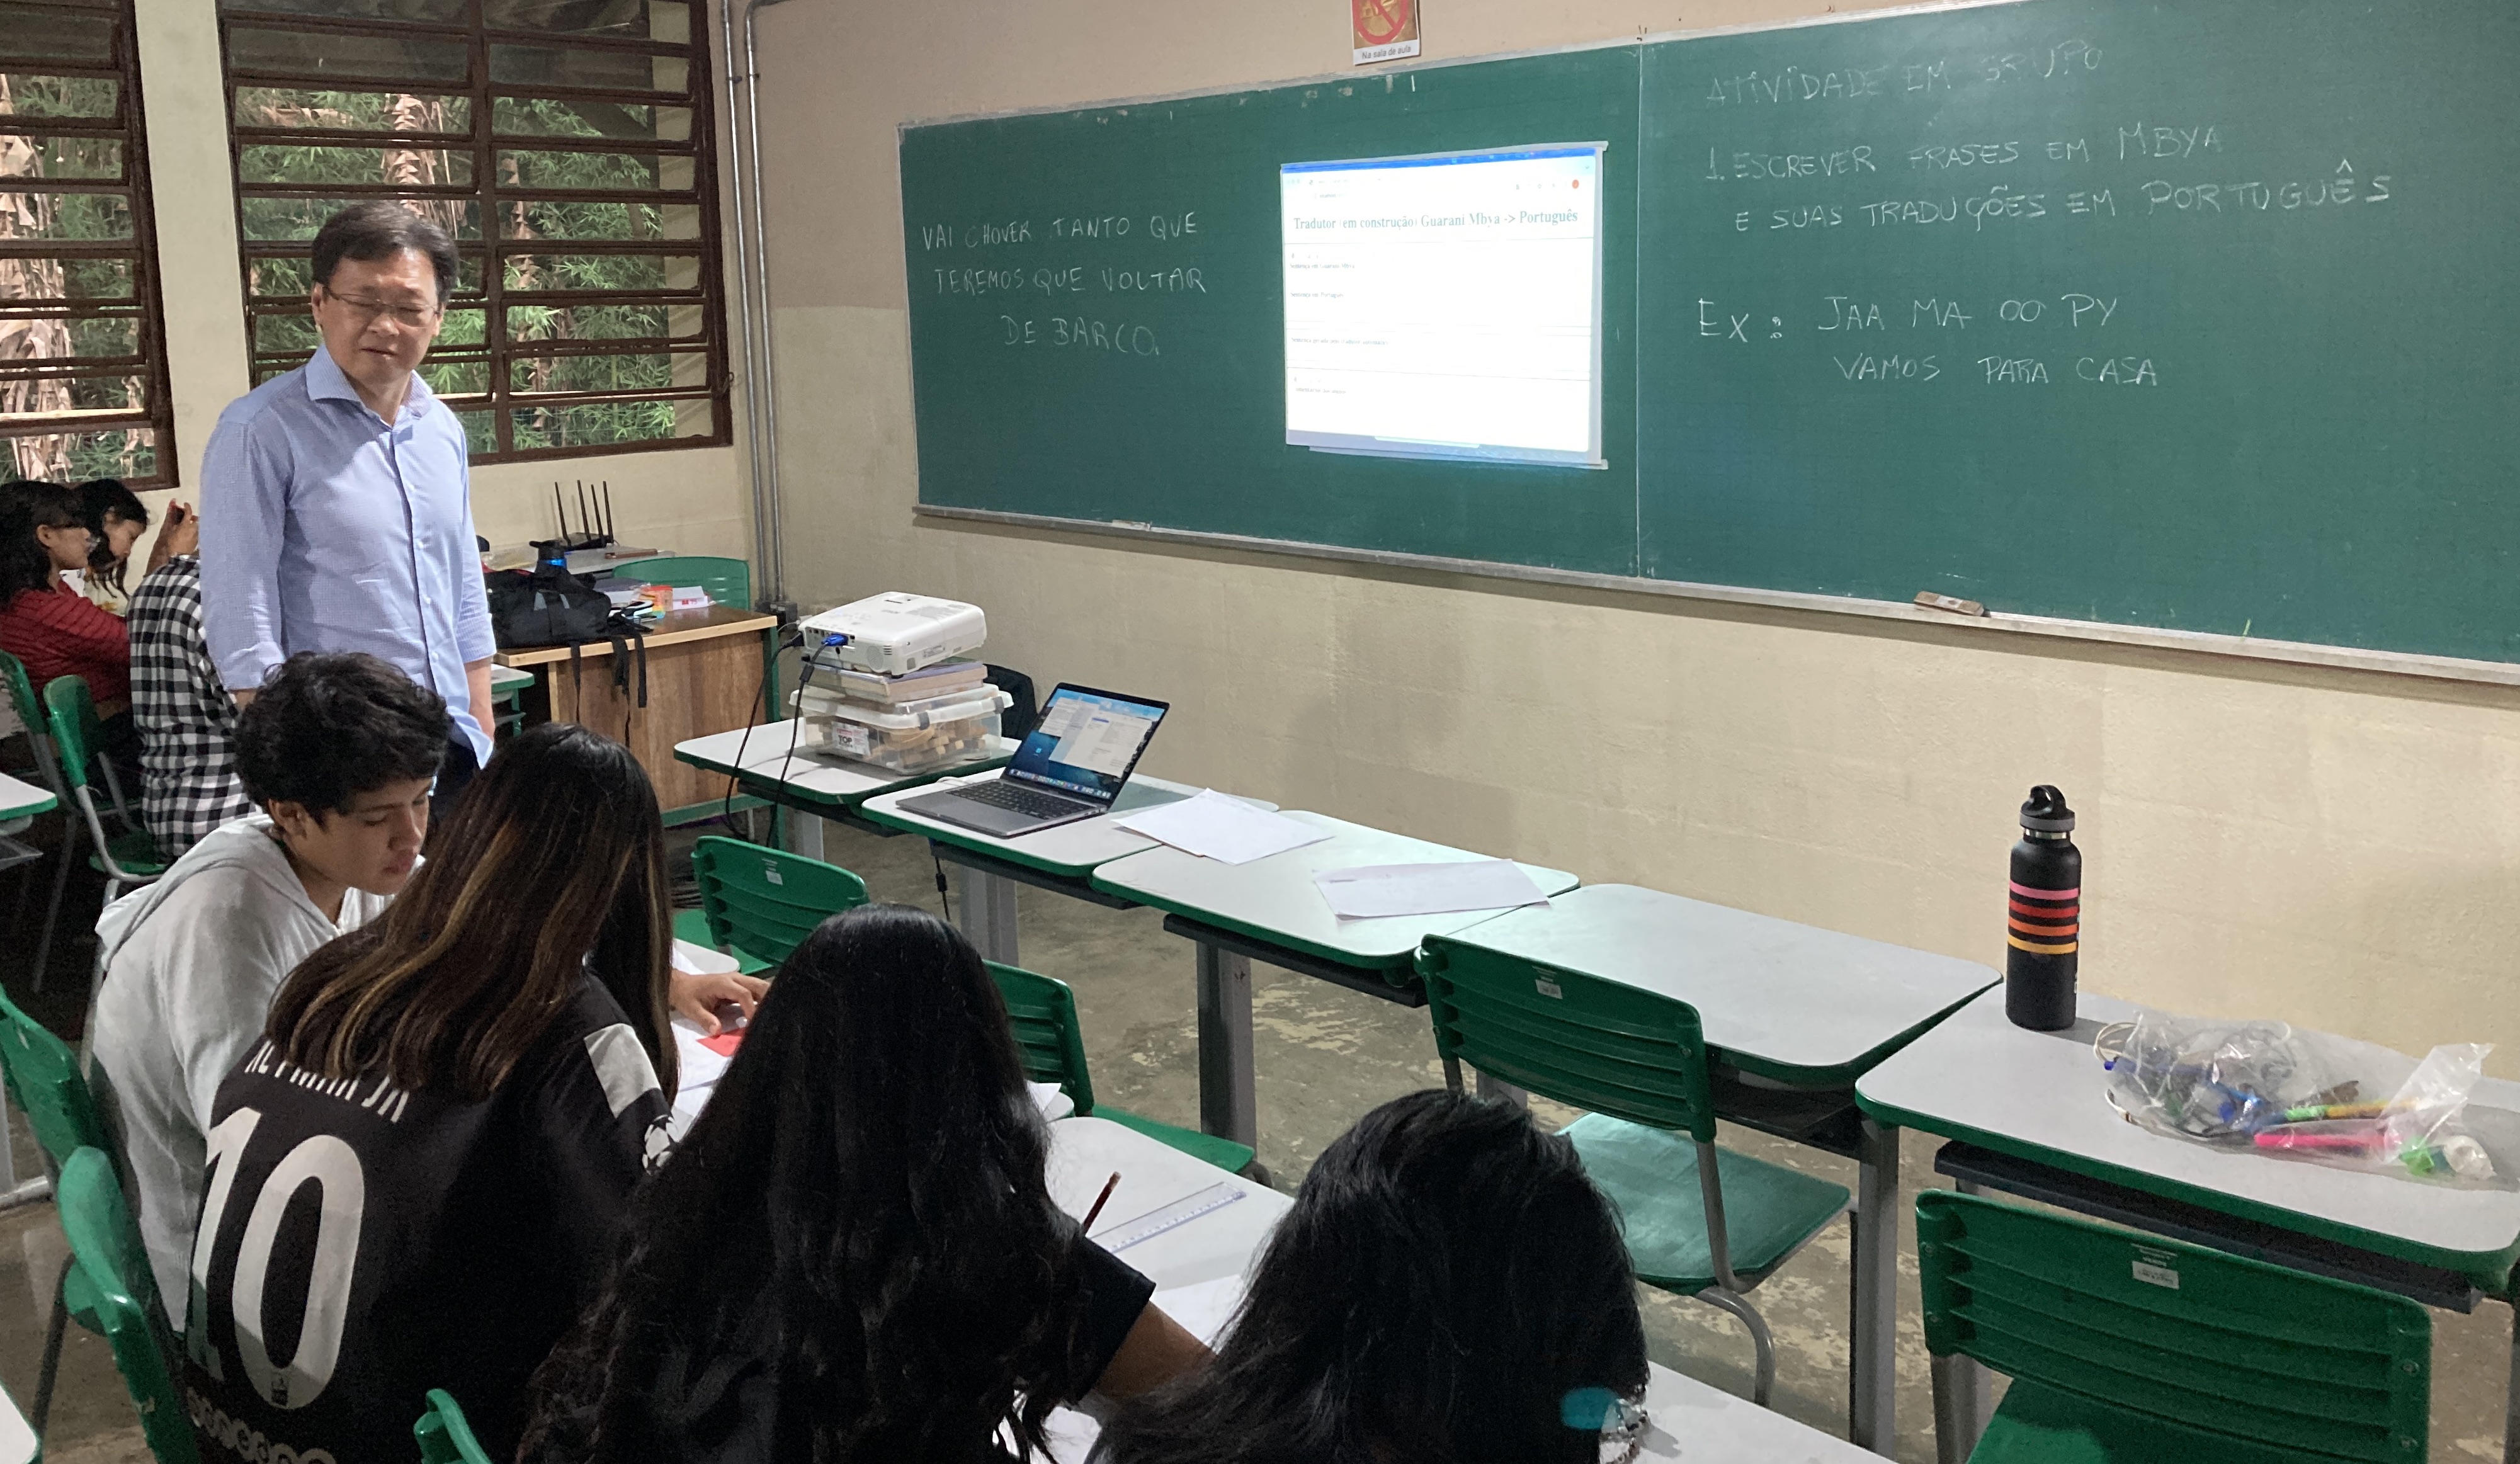 Na sala de aula
VAI CHOVER TANTO QUE
TEREMOS QUE VOLTAR
DE BARCO.
Tradutor (em construção) Guarani Mbya -> Português
ATIVIDADE EM GRUPO
1. ESCREVER FRASES EM MBYA
E SUAS TRADUÇÕES EM PORTUGUÊS
EX: JAA MA OO PY
VAMOS PARA CASA
TOP
10